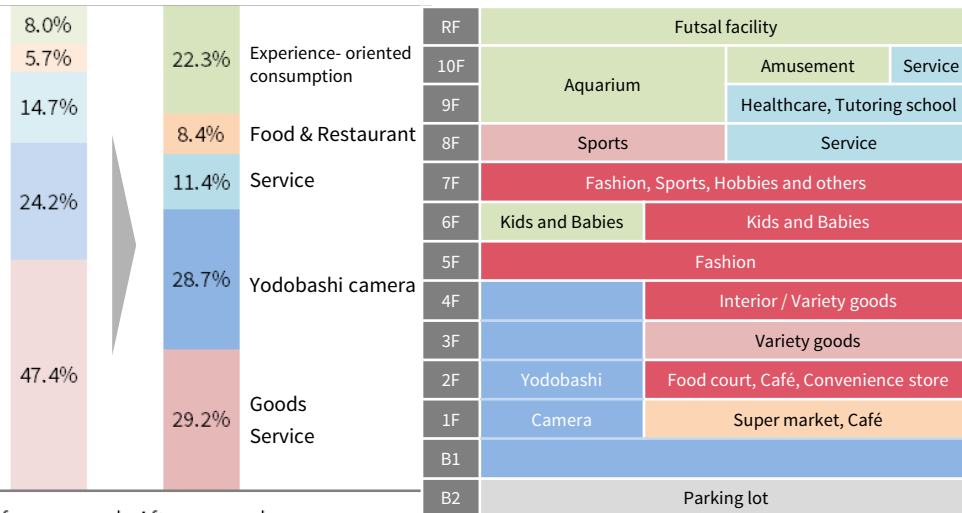 8.0%
5.7%
14.7%
24.2%
47.4%
22.3%
Experience- oriented
consumption
8.4%
Food & Restaurant
11.4%
Service
28.7%
Yodobashi camera
29.2%
Goods
Service
RF
Futsal facility
10F
Aquarium
Amusement
Service
9F
Healthcare, Tutoring school
8F
Sports
Service
7F
Fashion, Sports, Hobbies and others
6F
Kids and Babies
Kids and Babies
5F
Fashion
4F
Interior / Variety goods
3F
Variety goods
2F
Yodobashi
Food court, Café, Convenience store
1F
Camera
Super market, Café
B1
B2
Parking lot